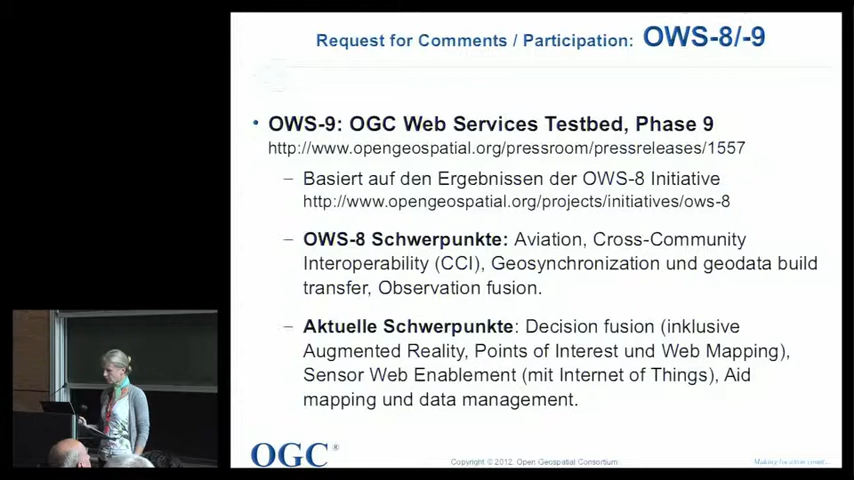 Request for Comments / Participation: OWS-8/-9
• OWS-9: OGC Web Services Testbed, Phase 9
http://www.opengeospatial.org/pressroom/pressreleases/1557
– Basiert auf den Ergebnissen der OWS-8 Initiative
http://www.opengeospatial.org/projects/initiatives/ows-8
– OWS-8 Schwerpunkte: Aviation, Cross-Community
Interoperability (CCI), Geosynchronization und geodata build
transfer, Observation fusion.
– Aktuelle Schwerpunkte: Decision fusion (inklusive
Augmented Reality, Points of Interest und Web Mapping),
Sensor Web Enablement (mit Internet of Things), Aid
mapping und data management.
OGC®
Copyright © 2012, Open Geospatial Consortium
Making location count...